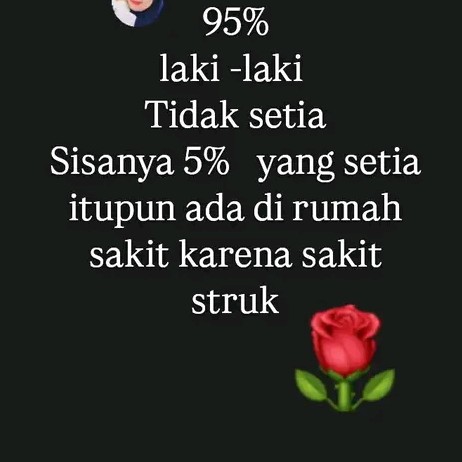 95%
laki -laki
Tidak setia
Sisanya 5% yang setia
itupun ada di rumah
sakit karena sakit
struk